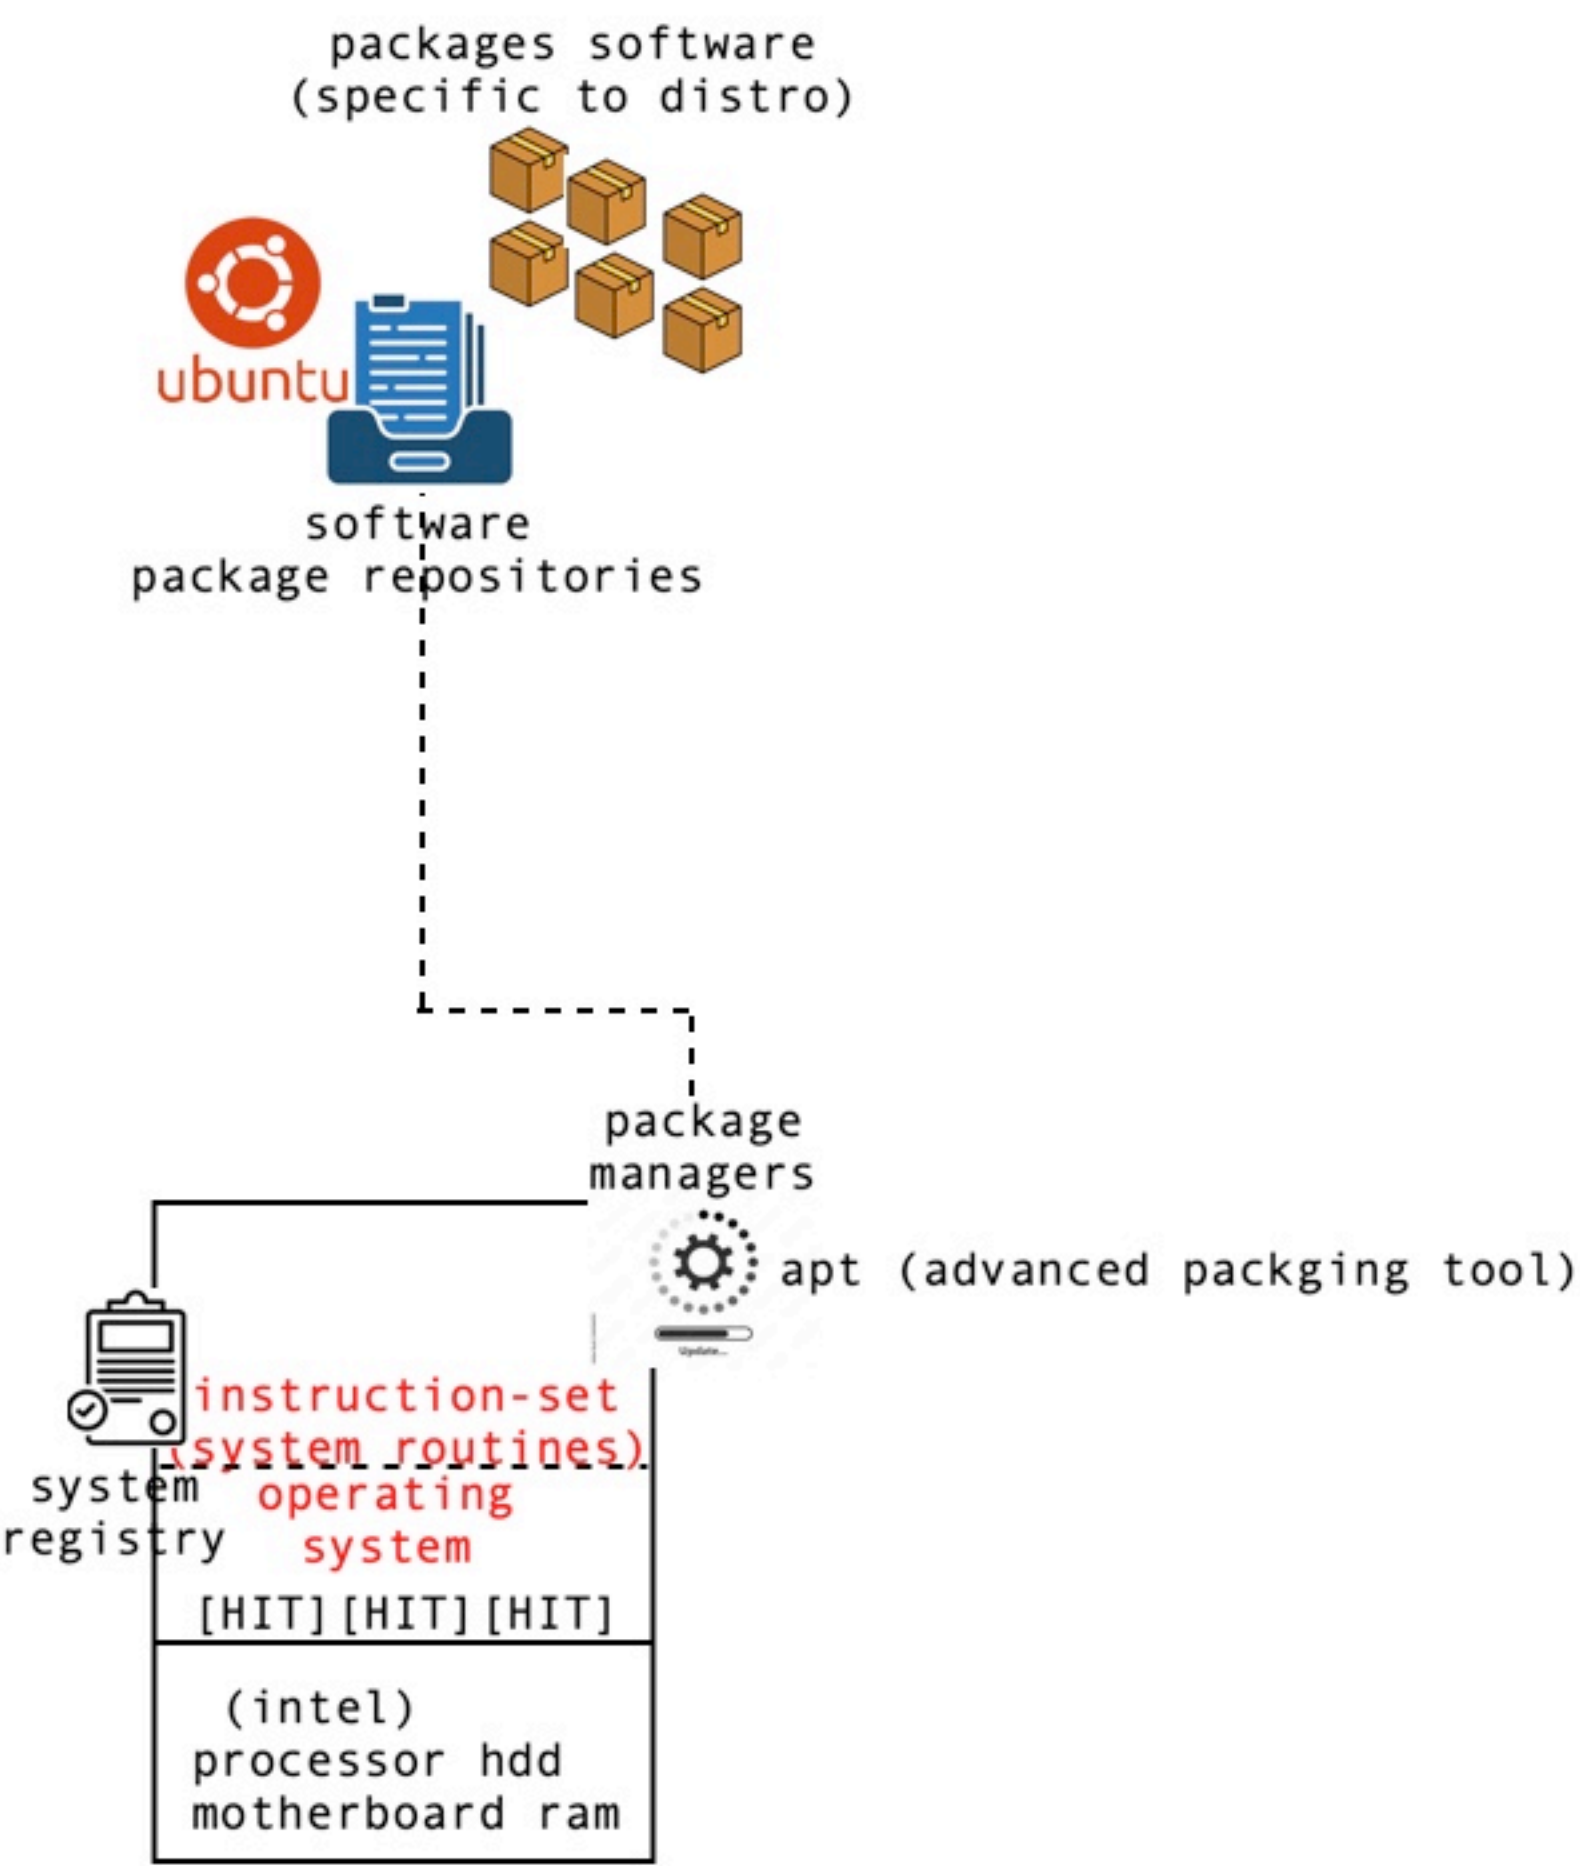 packages software
(specific to distro)
ubuntu
software
package repositories
package
managers
apt (advanced packging tool)
Update...
instruction-set
(system routines)
system
registry
operating
system
[HIT][HIT][HIT]
(intel)
processor hdd
motherboard ram